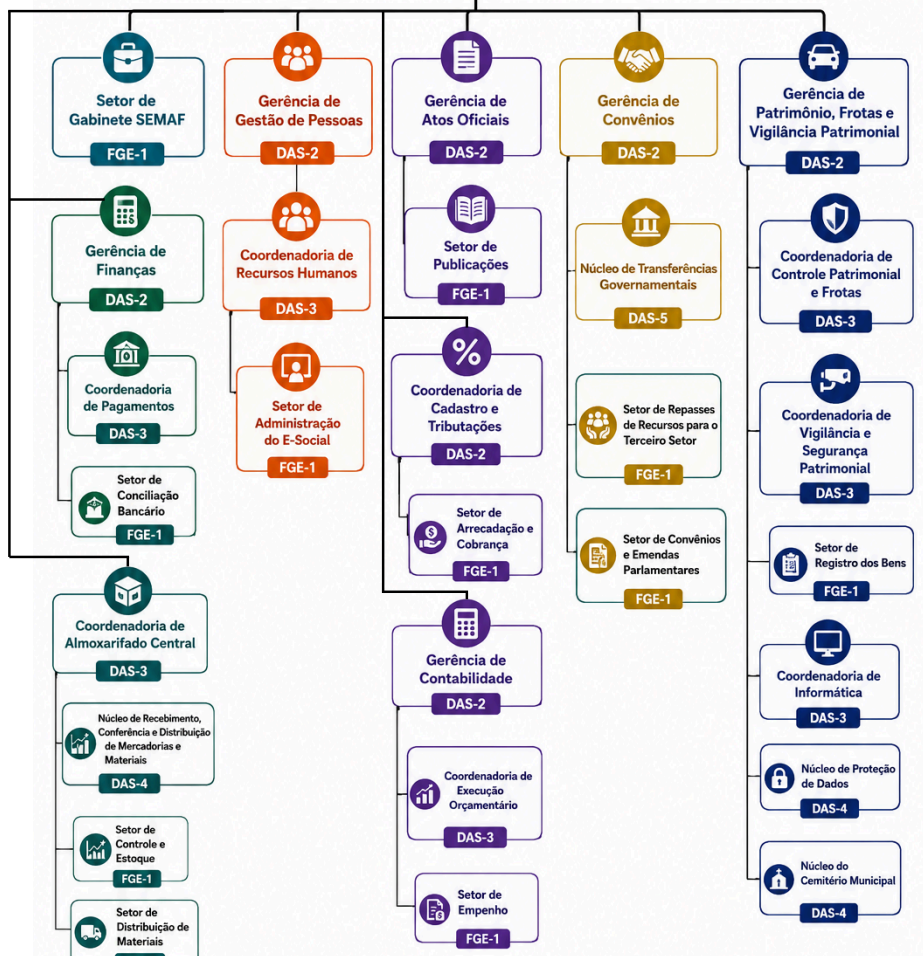 Setor de
Gabinete SEMAF
FGE-1
Gerência de
Gestão de Pessoas
DAS-2
Gerência de
Atos Oficiais
DAS-2
Gerência de
Convênios
DAS-2
Gerência de
Patrimônio, Frotas e
Vigilância Patrimonial
DAS-2
Gerência de
Finanças
DAS-2
Coordenadoria de
Recursos Humanos
DAS-3
Setor de
Publicações
FGE-1
Núcleo de Transferências
Governamentais
DAS-5
Coordenadoria de
Controle Patrimonial
e Frotas
DAS-3
Coordenadoria
de Pagamentos
DAS-3
Setor de
Administração
do E-Social
FGE-1
Coordenadoria de
Cadastro e
Tributações
DAS-2
Setor de Repasses
de Recursos para o
Terceiro Setor
FGE-1
Coordenadoria de
Vigilância e
Segurança
Patrimonial
DAS-3
Setor de
Conciliação
Bancário
FGE-1
Setor de
Arrecadação e
Cobrança
FGE-1
Setor de Convênios
e Emendas
Parlamentares
FGE-1
Setor de
Registro dos Bens
FGE-1
Coordenadoria de
Almoxarifado Central
DAS-3
Gerência de
Contabilidade
DAS-2
Coordenadoria de
Informática
DAS-3
Núcleo de Recebimento,
Conferência e Distribuição
de Mercadorias e
Materiais
DAS-4
Coordenadoria de
Execução
Orçamentário
DAS-3
Núcleo de Proteção
de Dados
DAS-4
Setor de
Controle e
Estoque
FGE-1
Setor de
Empenho
FGE-1
Núcleo do
Cemitério Municipal
DAS-4
Setor de
Distribuição de
Materiais